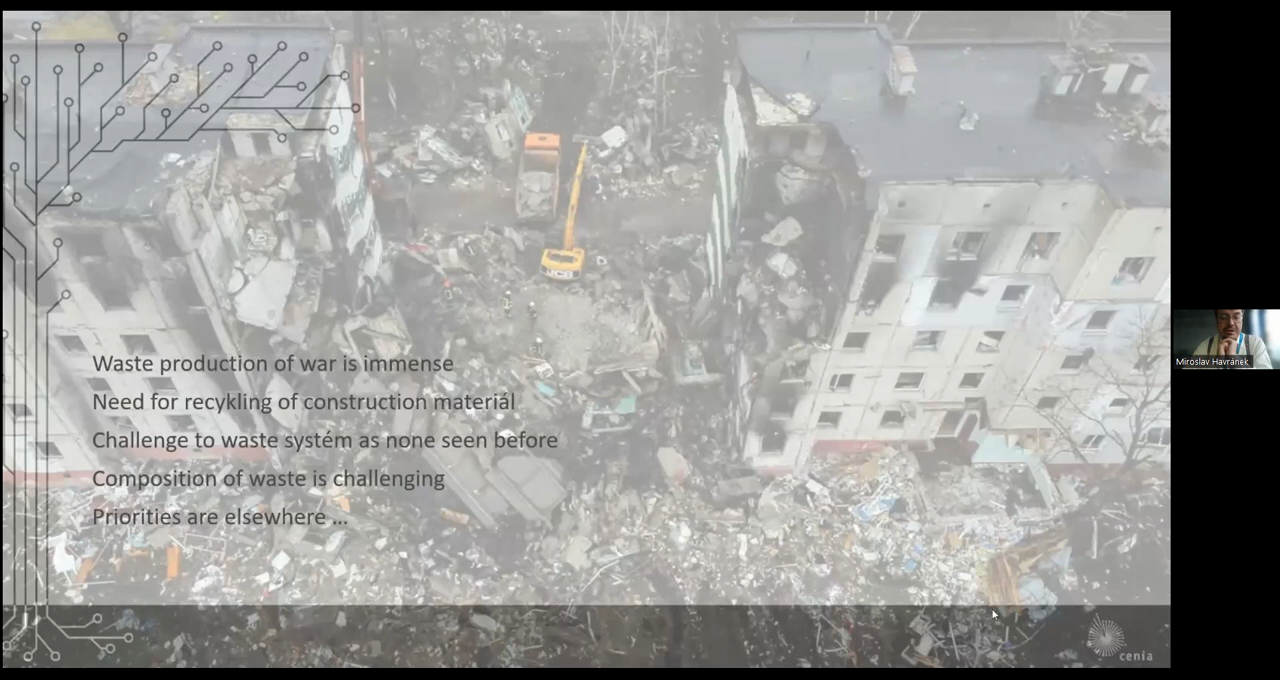 Waste production of war is immense
Need for recykling of construction materiál
Challenge to waste systém as none seen before
Composition of waste is challenging
Priorities are elsewhere ...
JCB
Miroslav Havránek
cenia